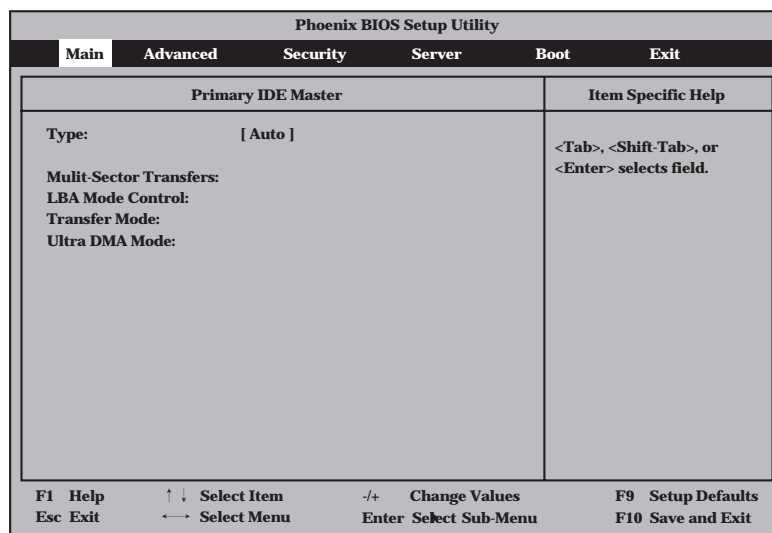 Phoenix BIOS Setup Utility
Main Advanced Security Server Boot Exit
Primary IDE Master Item Specific Help
Type: [ Auto ]
<Tab>, <Shift-Tab>, or
<Enter> selects field.
Mulit-Sector Transfers:
LBA Mode Control:
Transfer Mode:
Ultra DMA Mode:
F1 Help ↑ ↓ Select Item -/+ Change Values F9 Setup Defaults
Esc Exit ←→ Select Menu Enter Select Sub-Menu F10 Save and Exit